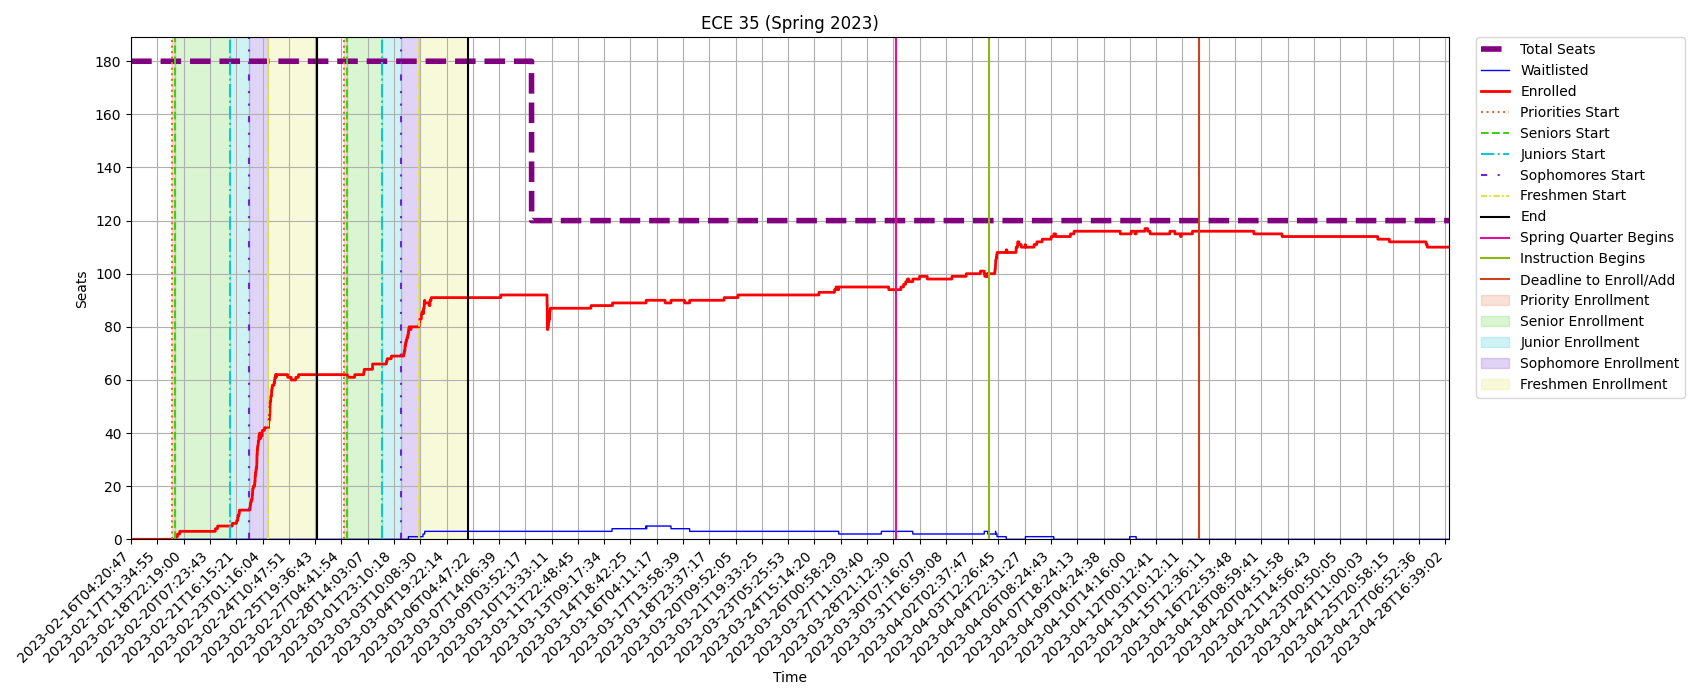 ECE 35 (Spring 2023)
Seats
180
160
140
120
100
80
60
40
20
0
2023-02-16T04:20:47
2023-02-17T13:34:55
2023-02-18T22:19:00
2023-02-20T07:23:43
2023-02-21T16:15:21
2023-02-23T01:16:04
2023-02-24T10:47:51
2023-02-25T19:36:43
2023-02-27T04:41:54
2023-02-28T14:03:07
2023-03-01T23:10:18
2023-03-03T10:08:30
2023-03-04T19:22:14
2023-03-06T04:47:22
2023-03-07T14:06:39
2023-03-09T03:52:17
2023-03-10T13:33:11
2023-03-11T22:48:45
2023-03-13T09:17:34
2023-03-14T18:42:25
2023-03-16T04:11:17
2023-03-17T13:58:39
2023-03-18T23:37:17
2023-03-20T09:52:05
2023-03-21T19:33:25
2023-03-23T05:25:53
2023-03-24T15:14:20
2023-03-26T00:58:29
2023-03-27T11:03:40
2023-03-28T21:12:30
2023-03-30T07:16:07
2023-03-31T16:59:08
2023-04-02T02:37:47
2023-04-03T12:26:45
2023-04-04T22:31:27
2023-04-06T08:24:43
2023-04-07T18:24:13
2023-04-09T04:24:38
2023-04-10T14:16:00
2023-04-12T00:12:41
2023-04-13T10:12:11
2023-04-15T12:36:11
2023-04-16T22:53:48
2023-04-18T08:59:41
2023-04-20T04:51:58
2023-04-21T14:56:43
2023-04-23T00:50:05
2023-04-24T11:00:03
2023-04-25T20:58:15
2023-04-27T06:52:36
2023-04-28T16:39:02
Time
Total Seats
Waitlisted
Enrolled
Priorities Start
Seniors Start
Juniors Start
Sophomores Start
Freshmen Start
End
Spring Quarter Begins
Instruction Begins
Deadline to Enroll/Add
Priority Enrollment
Senior Enrollment
Junior Enrollment
Sophomore Enrollment
Freshmen Enrollment